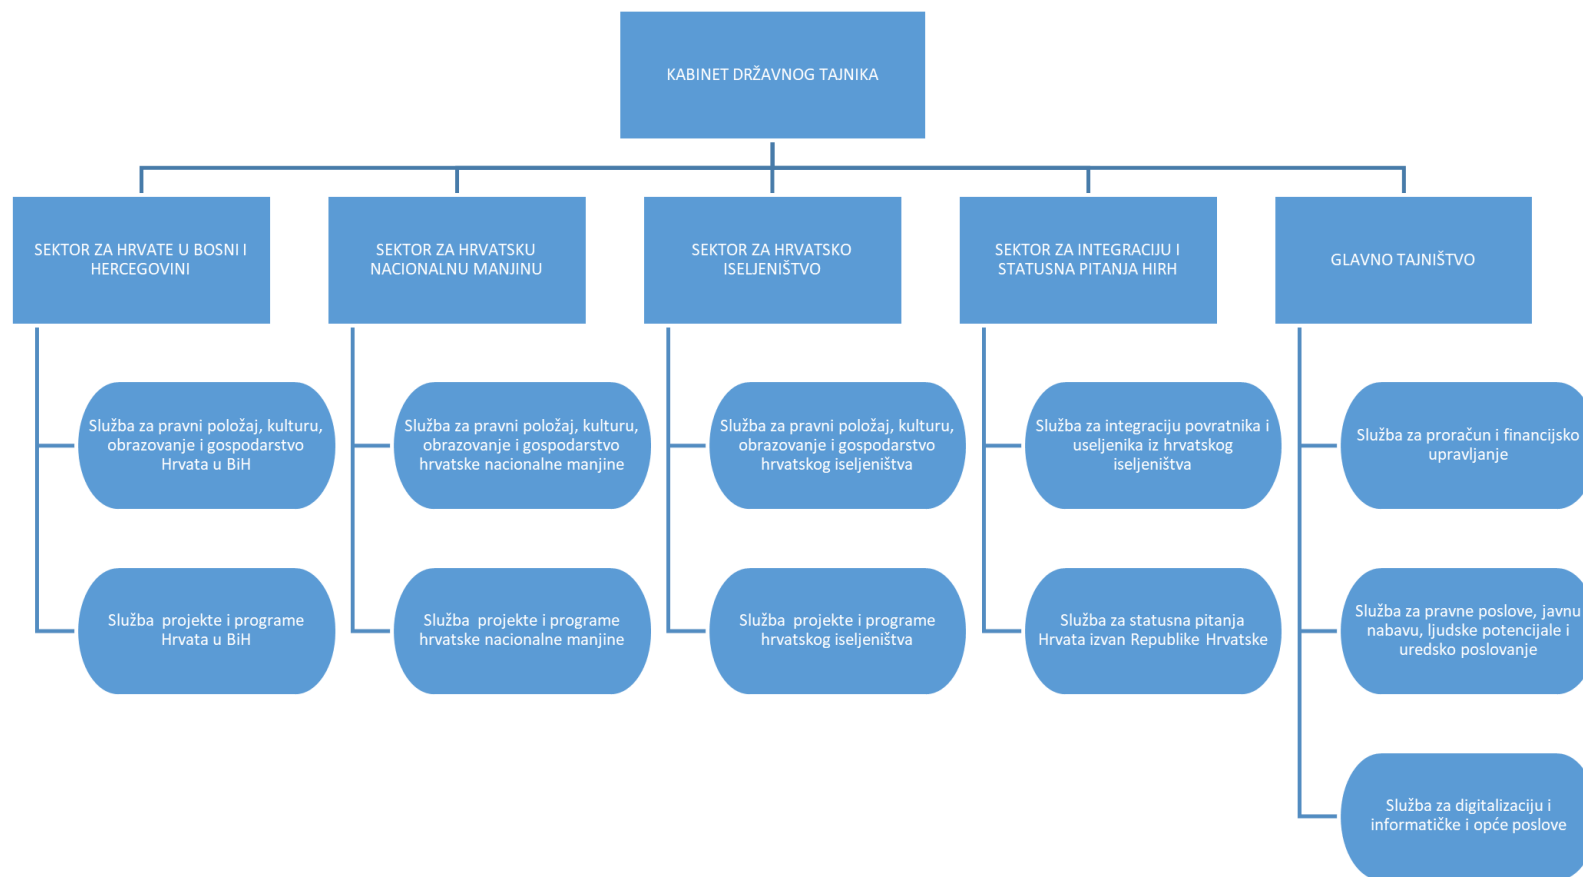 KABINET DRŽAVNOG TAJNIKA
SEKTOR ZA HRVATE U BOSNI I
HERCEGOVINI
SEKTOR ZA HRVATSKU
NACIONALNU MANJINU
SEKTOR ZA HRVATSKO
ISELJENIŠTVO
SEKTOR ZA INTEGRACIJU I
STATUSNA PITANJA HIRH
GLAVNO TAJNIŠTVO
Služba za pravni položaj, kulturu,
obrazovanje i gospodarstvo
Hrvata u BiH
Služba za pravni položaj, kulturu,
obrazovanje i gospodarstvo
hrvatske nacionalne manjine
Služba za pravni položaj, kulturu,
obrazovanje i gospodarstvo
hrvatskog iseljeništva
Služba za integraciju povratnika i
useljenika iz hrvatskog
iseljeništva
Služba za proračun i financijsko
upravljanje
Služba  projekte i programe
Hrvata u BiH
Služba  projekte i programe
hrvatske nacionalne manjine
Služba  projekte i programe
hrvatskog iseljeništva
Služba za statusna pitanja
Hrvata izvan Republike Hrvatske
Služba za pravne poslove, javnu
nabavu, ljudske potencijale i
uredsko poslovanje
Služba za digitalizaciju i
informatičke i opće poslove